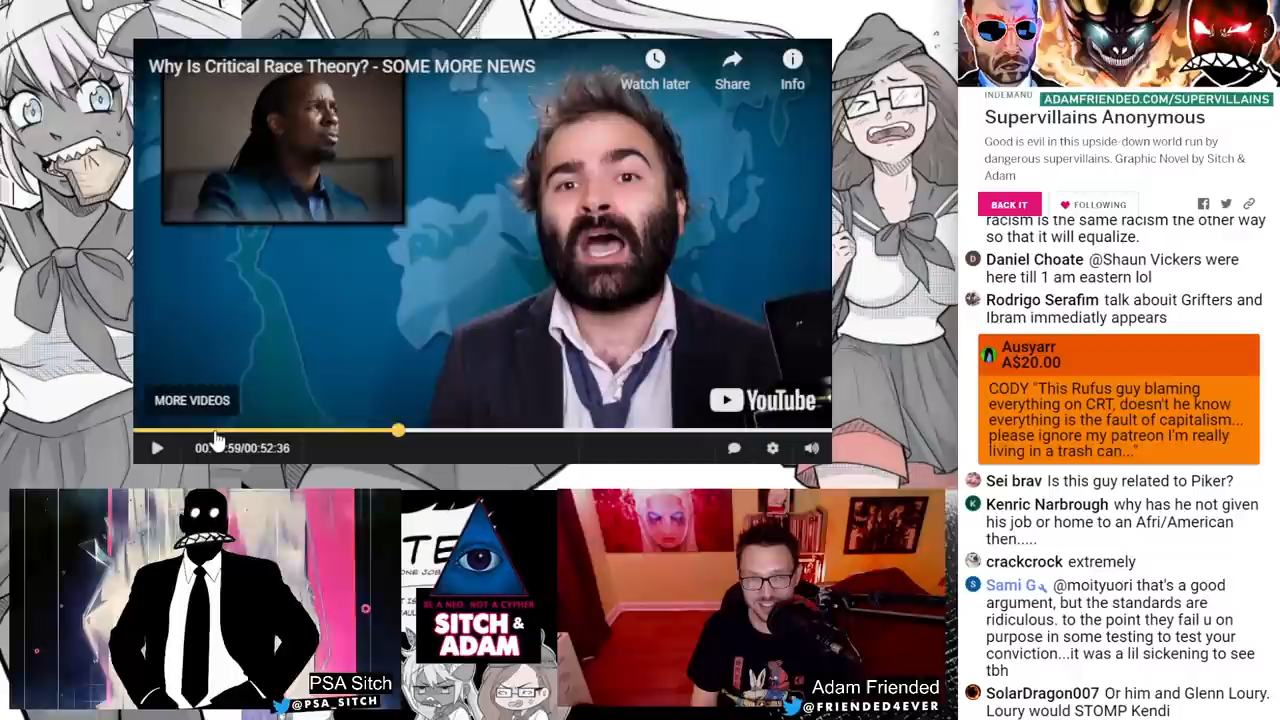 Why Is Critical Race Theory? - SOME MORE NEWS
Watch later
Share
Info
MORE VIDEOS
YouTube
59/00:52:36
INDEMAND
ADAMFRIENDED.COM/SUPERVILLAINS
Supervillains Anonymous
Good is evil in this upside-down world run by
dangerous supervillains. Graphic Novel by Sitch &
Adam
BACK IT
FOLLOWING
racism is the same racism the other way
so that it will equalize.
Daniel Choate @Shaun Vickers were
here till 1 am eastern lol
Rodrigo Serafim talk abouit Grifters and
Ibram immediatly appears
Ausyarr
A$20.00
CODY "This Rufus guy blaming
everything on CRT, doesn't he know
everything is the fault of capitalism...
please ignore my patreon I'm really
living in a trash can..."
Sei brav Is this guy related to Piker?
Kenric Narbrough why has he not given
his job or home to an Afri/American
then.....
crackcrock extremely
Sami G @moityuori that's a good
argument, but the standards are
ridiculous. to the point they fail u on
purpose in some testing to test your
conviction...it was a lil sickening to see
tbh
SolarDragon007 Or him and Glenn Loury.
Loury would STOMP Kendi
PSA Sitch
@PSA_SITCH
BE A NEO, NOT A CYPHER
SITCH &
ADAM
Adam Friended
@FRIENDED4EVER